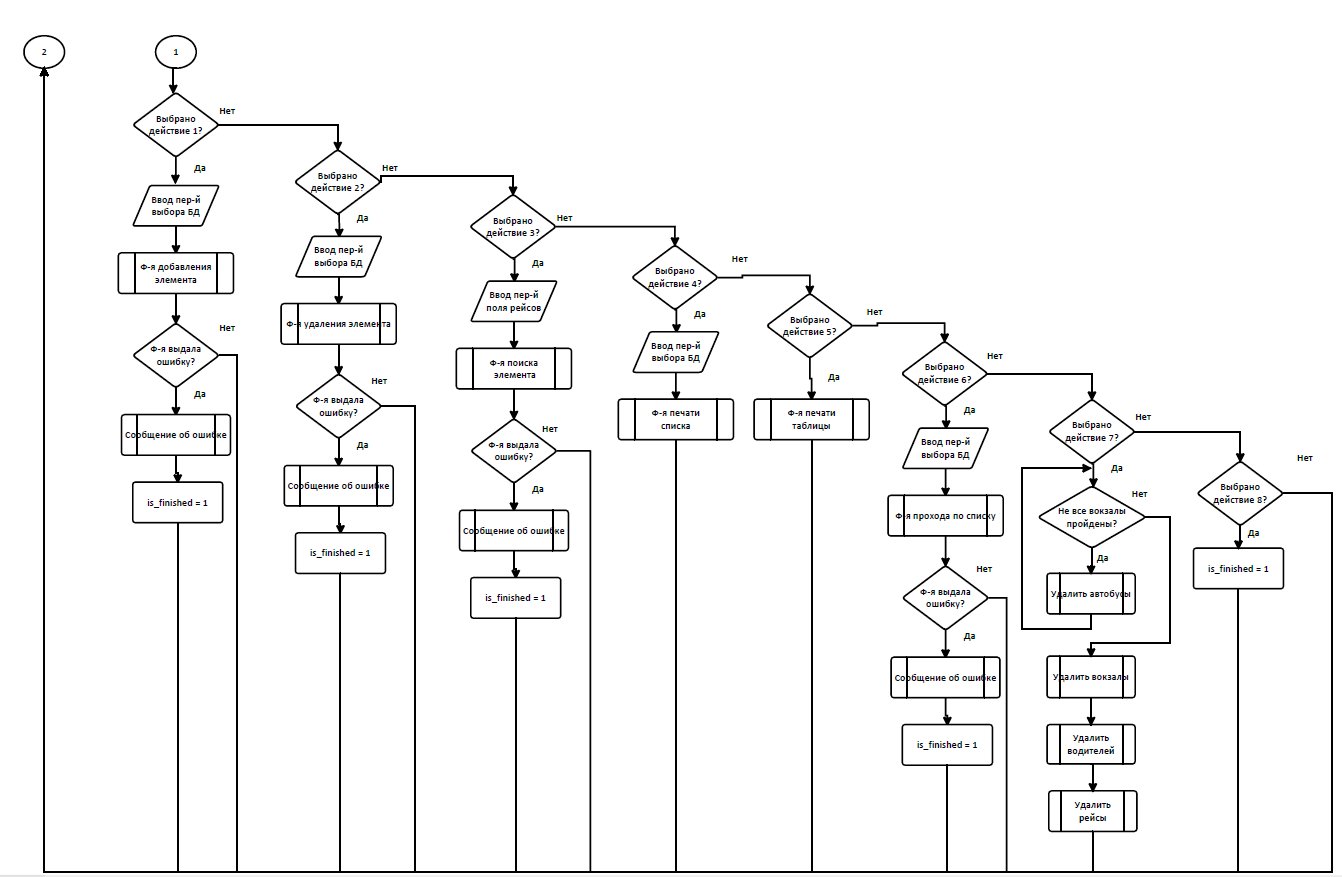 2
1
Выбрано
действие 1?
Нет
Да
Ввод пер-й
выбора БД
Ф-я добавления
элемента
Ф-я выдала
ошибку?
Нет
Да
Сообщение об ошибке
is_finished = 1
Выбрано
действие 2?
Нет
Да
Ввод пер-й
выбора БД
Ф-я удаления элемента
Ф-я выдала
ошибку?
Нет
Да
Сообщение об ошибке
is_finished = 1
Выбрано
действие 3?
Нет
Да
Ввод пер-й
поля рейсов
Ф-я поиска
элемента
Ф-я выдала
ошибку?
Нет
Да
Сообщение об ошибке
is_finished = 1
Выбрано
действие 4?
Нет
Да
Ввод пер-й
выбора БД
Ф-я печати
списка
Выбрано
действие 5?
Нет
Да
Ф-я печати
таблицы
Выбрано
действие 6?
Нет
Да
Ввод пер-й
выбора БД
Ф-я прохода по списку
Ф-я выдала
ошибку?
Нет
Да
Сообщение об ошибке
is_finished = 1
Выбрано
действие 7?
Нет
Да
Не все вокзалы
пройдены?
Нет
Да
Удалить автобусы
Удалить вокзалы
Удалить
водителей
Удалить
рейсы
Выбрано
действие 8?
Нет
Да
is_finished = 1